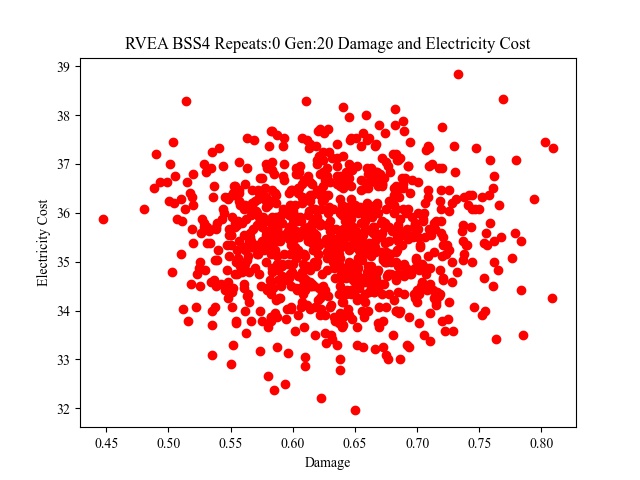 RVEA BSS4 Repeats:0 Gen:20 Damage and Electricity Cost
39
38
37
36
35
34
33
32
Electricity Cost
0.45 0.50 0.55 0.60 0.65 0.70 0.75 0.80
Damage